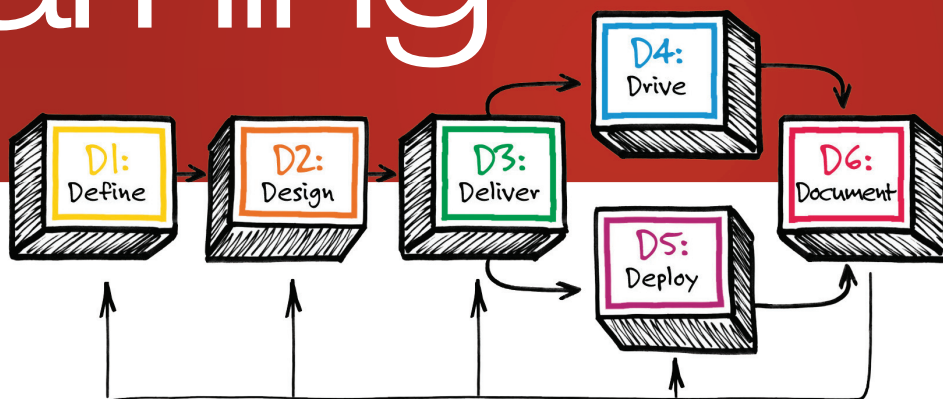 D1:
Define
D2:
Design
D3:
Deliver
D4:
Drive
D5:
Deploy
D6:
Document